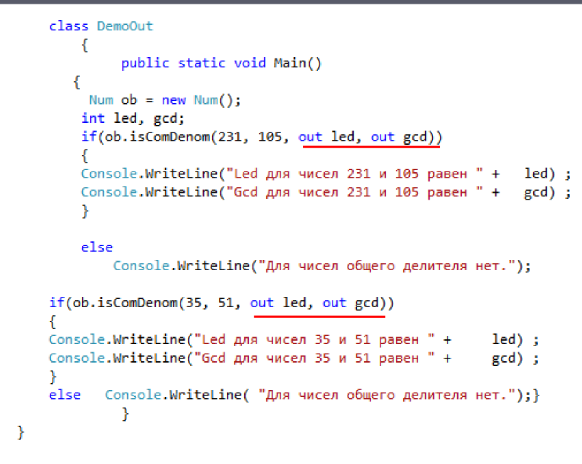 class DemoOut
{
public static void Main()
{
Num ob = new Num();
int led, gcd;
if(ob.isComDenom(231, 105, out led, out gcd))
{
Console.WriteLine("Led для чисел 231 и 105 равен " + led) ;
Console.WriteLine("Gcd для чисел 231 и 105 равен " + gcd) ;
}
else
Console.WriteLine("Для чисел общего делителя нет.");
if(ob.isComDenom(35, 51, out led, out gcd))
{
Console.WriteLine("Led для чисел 35 и 51 равен " + led) ;
Console.WriteLine("Gcd для чисел 35 и 51 равен " + gcd) ;
}
else Console.WriteLine( "Для чисел общего делителя нет.");}
}
}